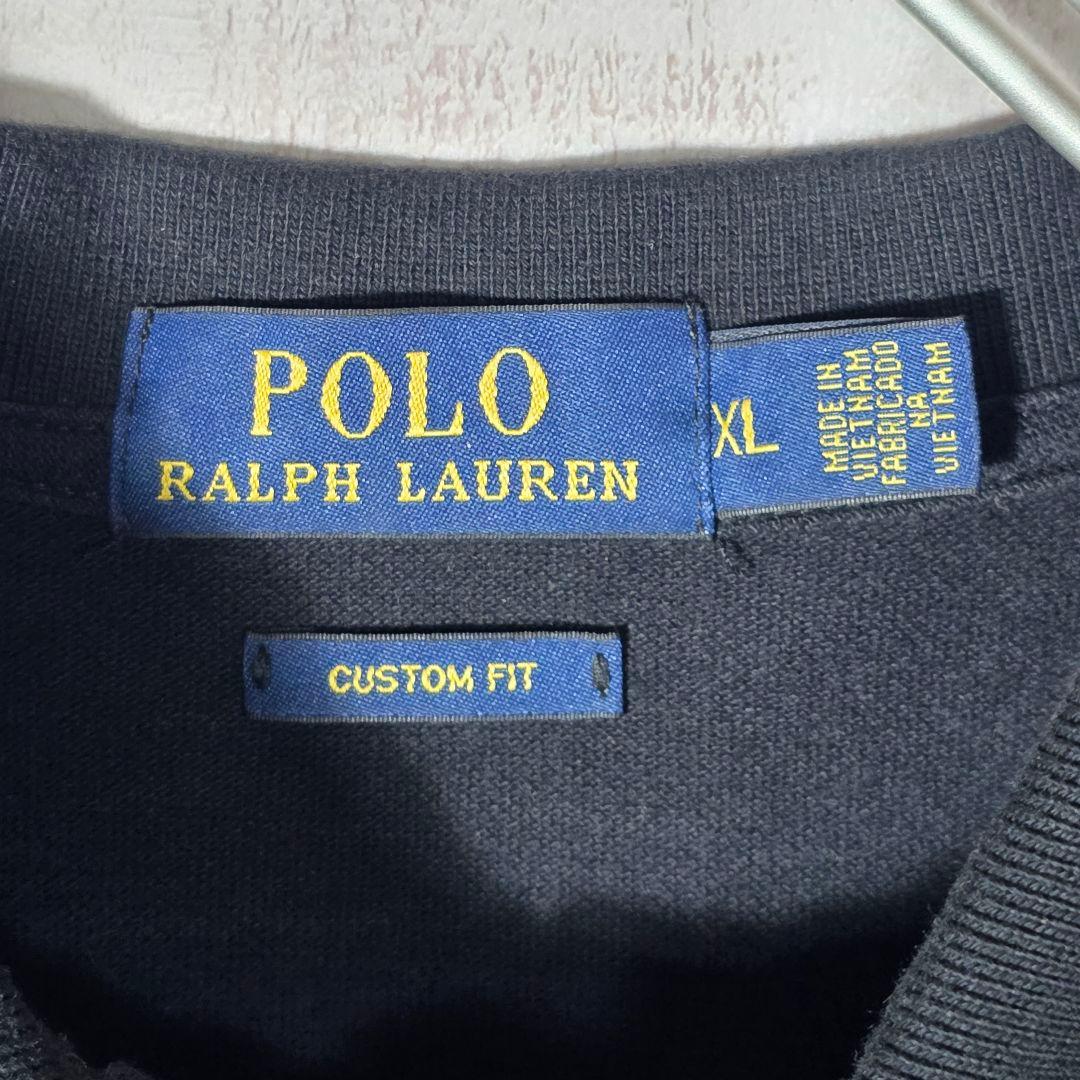 POLO
RALPH LAUREN
XL
MADE IN
VIETNAM
FABRICADO
NA
VIETNAM
CUSTOM FIT